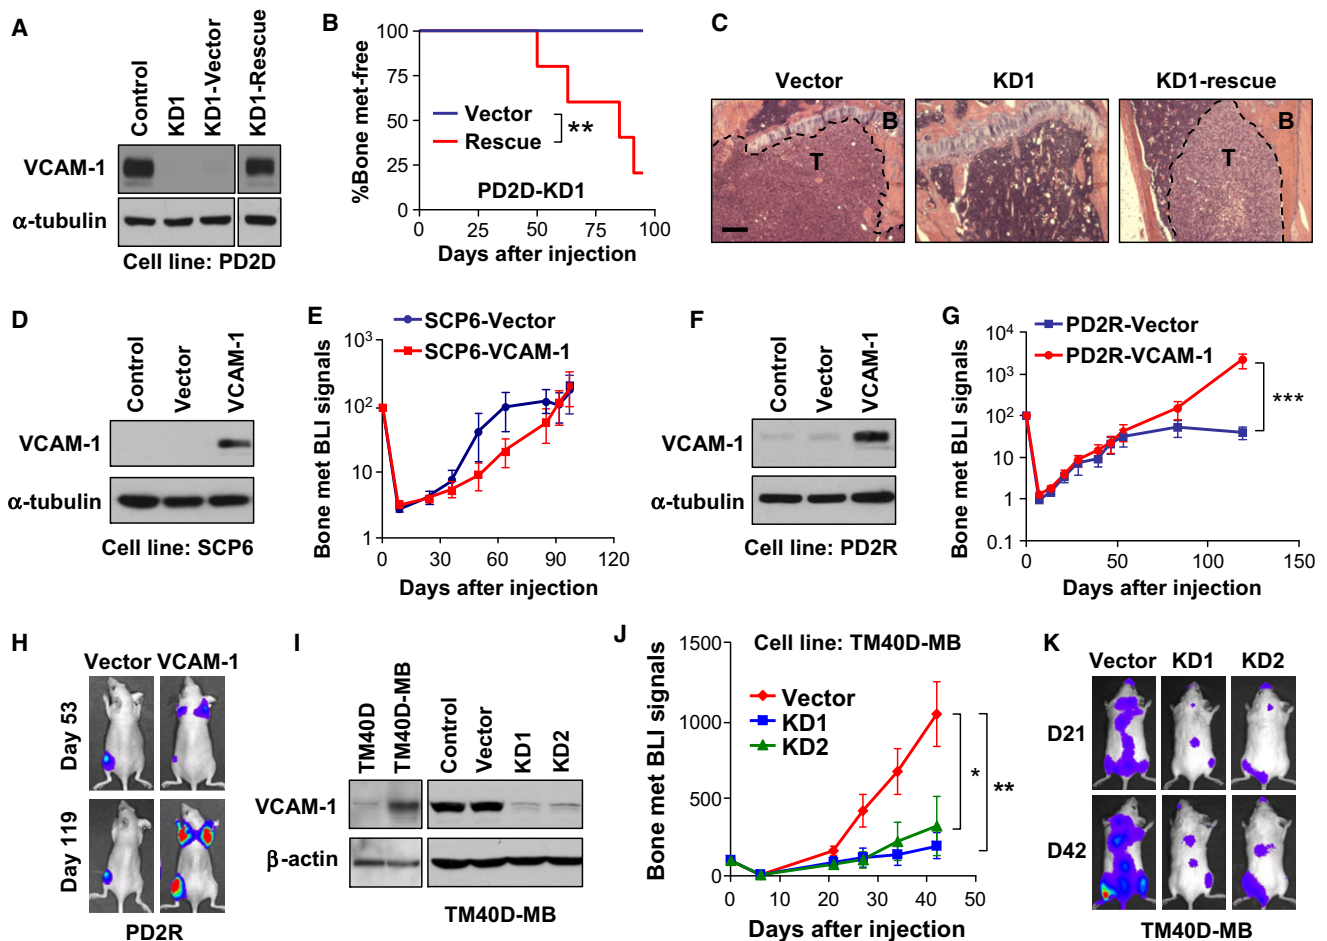 A
Control
KD1
KD1-Vector
KD1-Rescue
VCAM-1
α-tubulin
Cell line: PD2D
B
%Bone met-free
100
75
50
25
0
Vector
Rescue
**
PD2D-KD1
0 25 50 75 100
Days after injection
C
Vector KD1 KD1-rescue
B
T
B
T
D
Control
Vector
VCAM-1
VCAM-1
α-tubulin
Cell line: SCP6
E
SCP6-Vector
SCP6-VCAM-1
Bone met BLI signals
10³
10²
10
1
0 30 60 90 120
Days after injection
F
Control
Vector
VCAM-1
VCAM-1
α-tubulin
Cell line: PD2R
G
PD2R-Vector
PD2R-VCAM-1
Bone met BLI signals
10⁴
10³
10²
10
1
0.1
***
0 50 100 150
Days after injection
H
Vector VCAM-1
Day 53
Day 119
PD2R
I
TM40D
TM40D-MB
Control
Vector
KD1
KD2
VCAM-1
β-actin
TM40D-MB
J
Cell line: TM40D-MB
Vector
KD1
KD2
Bone met BLI signals
1500
1000
500
0
*
**
0 10 20 30 40 50
Days after injection
K
Vector KD1 KD2
D21
D42
TM40D-MB